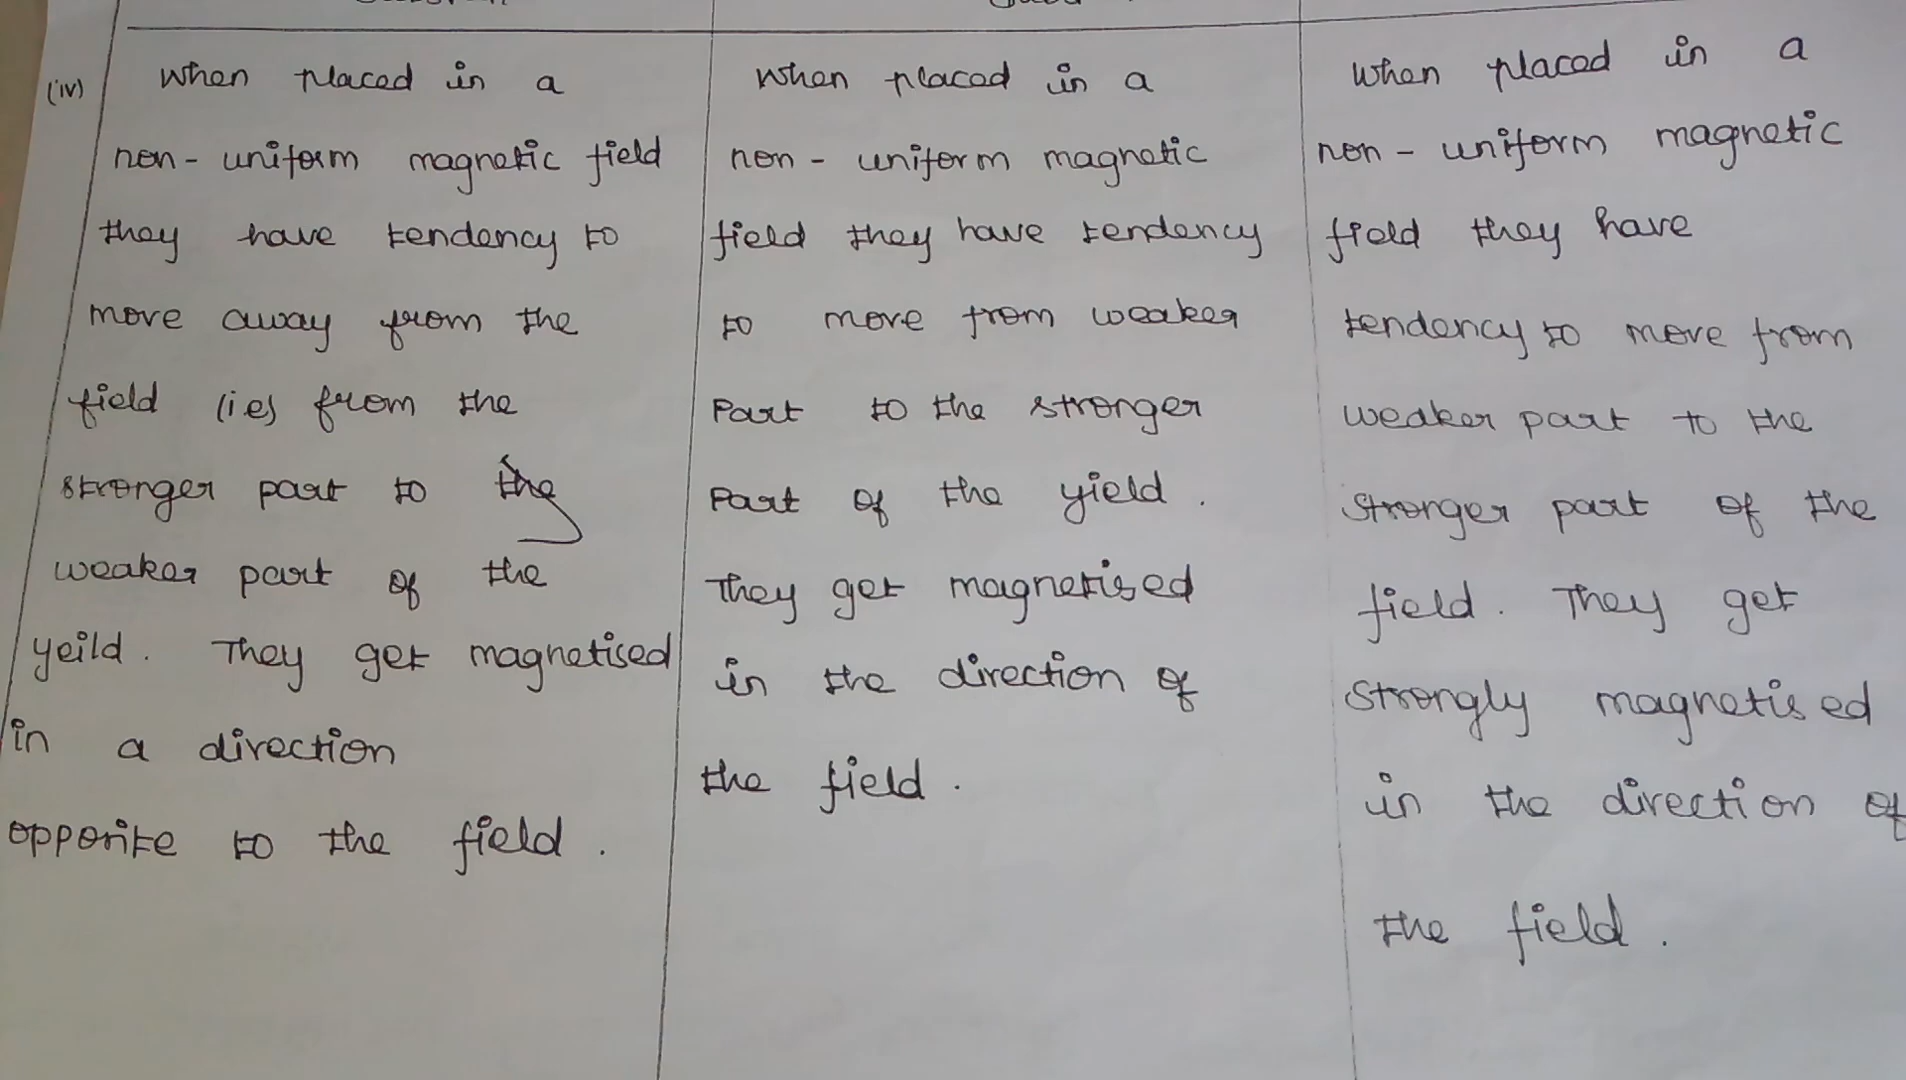 (iv)
When placed in a
non - uniform magnetic field
they have tendency to
move away from the
field (ie) from the
stronger part to the
weaker part of the
yeild. They get magnetised
in a direction
opposite to the field.
When placed in a
non - uniform magnetic
field they have tendency
to move from weaker
Part to the stronger
Part of the yield.
They get magnetised
in the direction of
the field.
When placed in a
non - uniform magnetic
field they have
tendency to move from
weaker part to the
stronger part of the
field. They get
strongly magnetised
in the direction of
the field.